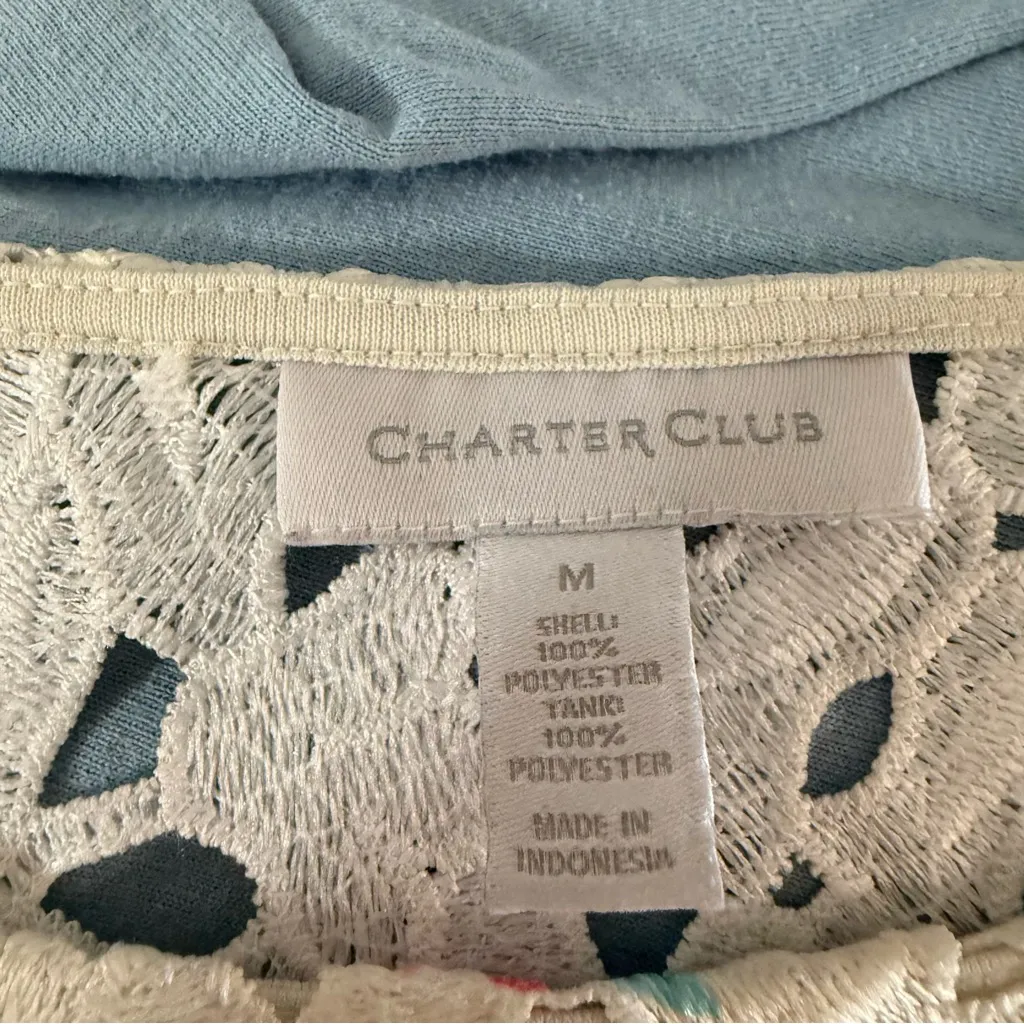 CHARTER CLUB
M
SHELL:
100%
POLYESTER
TANK:
100%
POLYESTER
MADE IN
INDONESIA